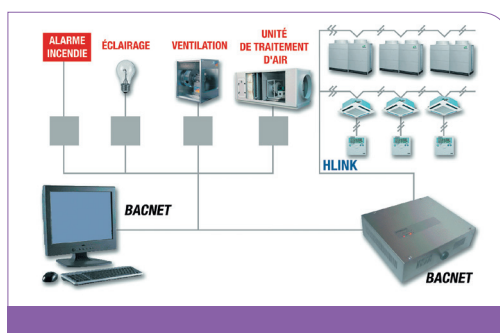 ALARME
INCENDIE
ÉCLAIRAGE
VENTILATION
UNITÉ
DE TRAITEMENT
D'AIR
HLINK
BACNET
BACNET